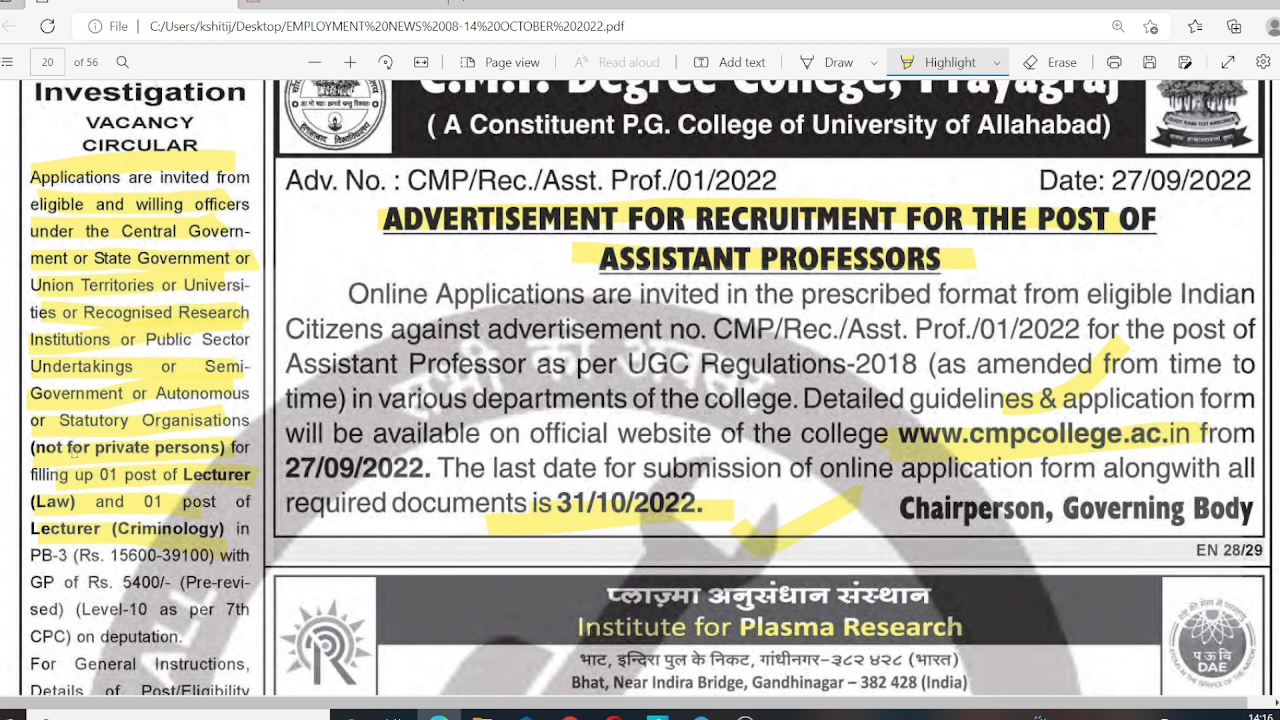 File C:/Users/kshitij/Desktop/EMPLOYMENT%20NEWS%2008-14%20OCTOBER%202022.pdf
20 of 56
Page view
Read aloud
Add text
Draw
Highlight
Erase
Investigation
VACANCY
CIRCULAR
Applications are invited from
eligible and willing officers
under the Central Govern-
ment or State Government or
Union Territories or Universi-
ties or Recognised Research
Institutions or Public Sector
Undertakings or Semi-
Government or Autonomous
or Statutory Organisations
(not for private persons) for
filling up 01 post of Lecturer
(Law) and 01 post of
Lecturer (Criminology) in
PB-3 (Rs. 15600-39100) with
GP of Rs. 5400/- (Pre-revi-
sed) (Level-10 as per 7th
CPC) on deputation.
For General Instructions,
Details of Post/Eligibility
C.M.P. Degree College, Prayagraj
( A Constituent P.G. College of University of Allahabad)
Adv. No. : CMP/Rec./Asst. Prof./01/2022 Date: 27/09/2022
ADVERTISEMENT FOR RECRUITMENT FOR THE POST OF
ASSISTANT PROFESSORS
Online Applications are invited in the prescribed format from eligible Indian
Citizens against advertisement no. CMP/Rec./Asst. Prof./01/2022 for the post of
Assistant Professor as per UGC Regulations-2018 (as amended from time to
time) in various departments of the college. Detailed guidelines & application form
will be available on official website of the college www.cmpcollege.ac.in from
27/09/2022. The last date for submission of online application form alongwith all
required documents is 31/10/2022. Chairperson, Governing Body
EN 28/29
प्लाज़्मा अनुसंधान संस्थान
Institute for Plasma Research
भाट, इन्दिरा पुल के निकट, गांधीनगर–३८२ ४२८ (भारत)
Bhat, Near Indira Bridge, Gandhinagar – 382 428 (India)
प ऊ वि
DAE
14:16